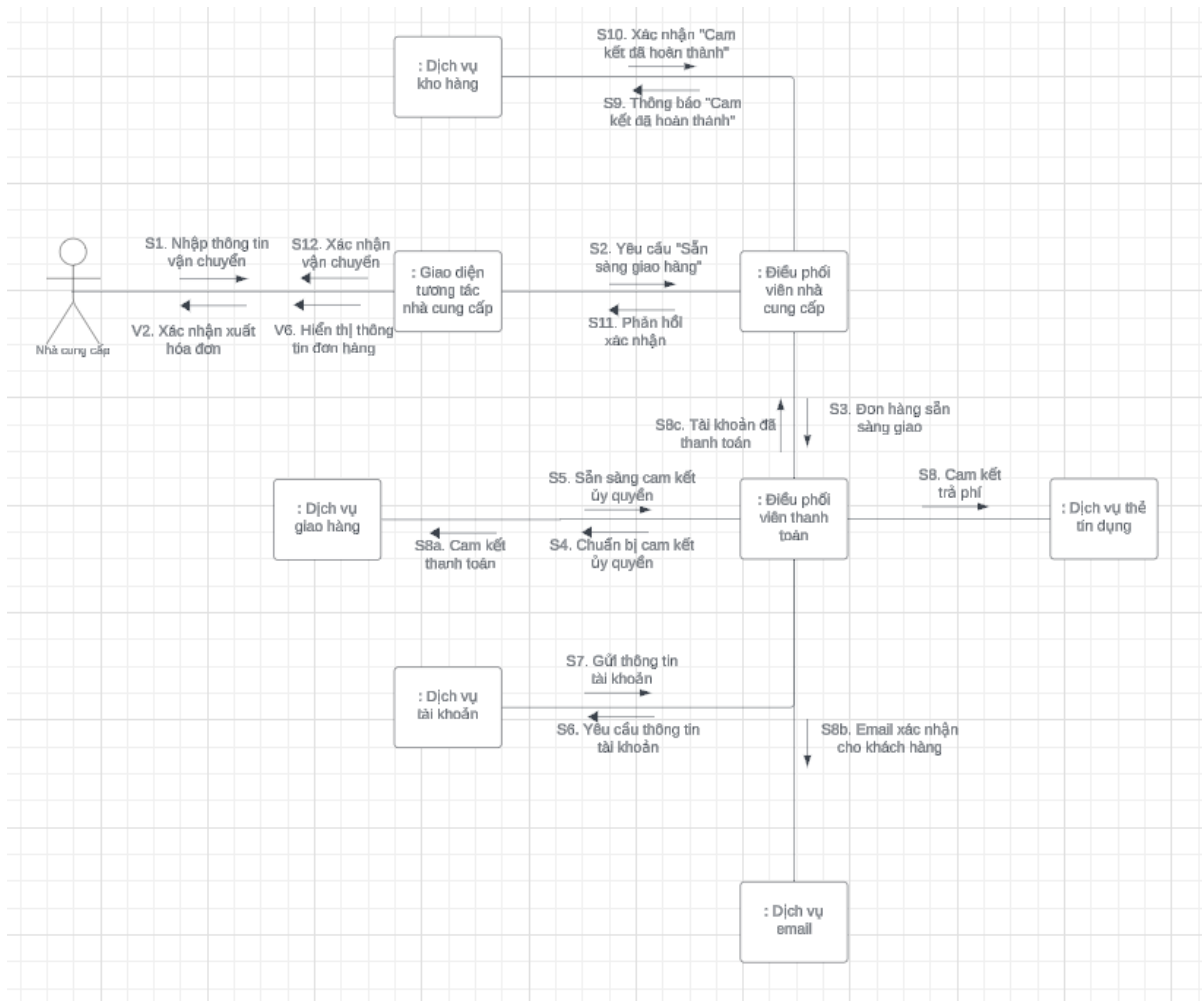 S10. Xác nhận "Cam
kết đã hoàn thành"
: Dịch vụ
kho hàng
S9. Thông báo "Cam
kết đã hoàn thành"
S1. Nhập thông tin
vận chuyển
S12. Xác nhận
vận chuyển
S2. Yêu cầu "Sẵn
sàng giao hàng"
: Giao diện
tương tác
nhà cung cấp
: Điều phối
viên nhà
cung cấp
V2. Xác nhận xuất
hóa đơn
V6. Hiển thị thông
tin đơn hàng
S11. Phản hồi
xác nhận
Nhà cung cấp
S8c. Tài khoản đã
thanh toán
S3. Đơn hàng sẵn
sàng giao
S5. Sẵn sàng cam kết
ủy quyền
S8. Cam kết
trả phí
: Dịch vụ
giao hàng
: Điều phối
viên thanh
toán
: Dịch vụ thẻ
tín dụng
S8a. Cam kết
thanh toán
S4. Chuẩn bị cam kết
ủy quyền
S7. Gửi thông tin
tài khoản
: Dịch vụ
tài khoản
S6. Yêu cầu thông tin
tài khoản
S8b. Email xác nhận
cho khách hàng
: Dịch vụ
email